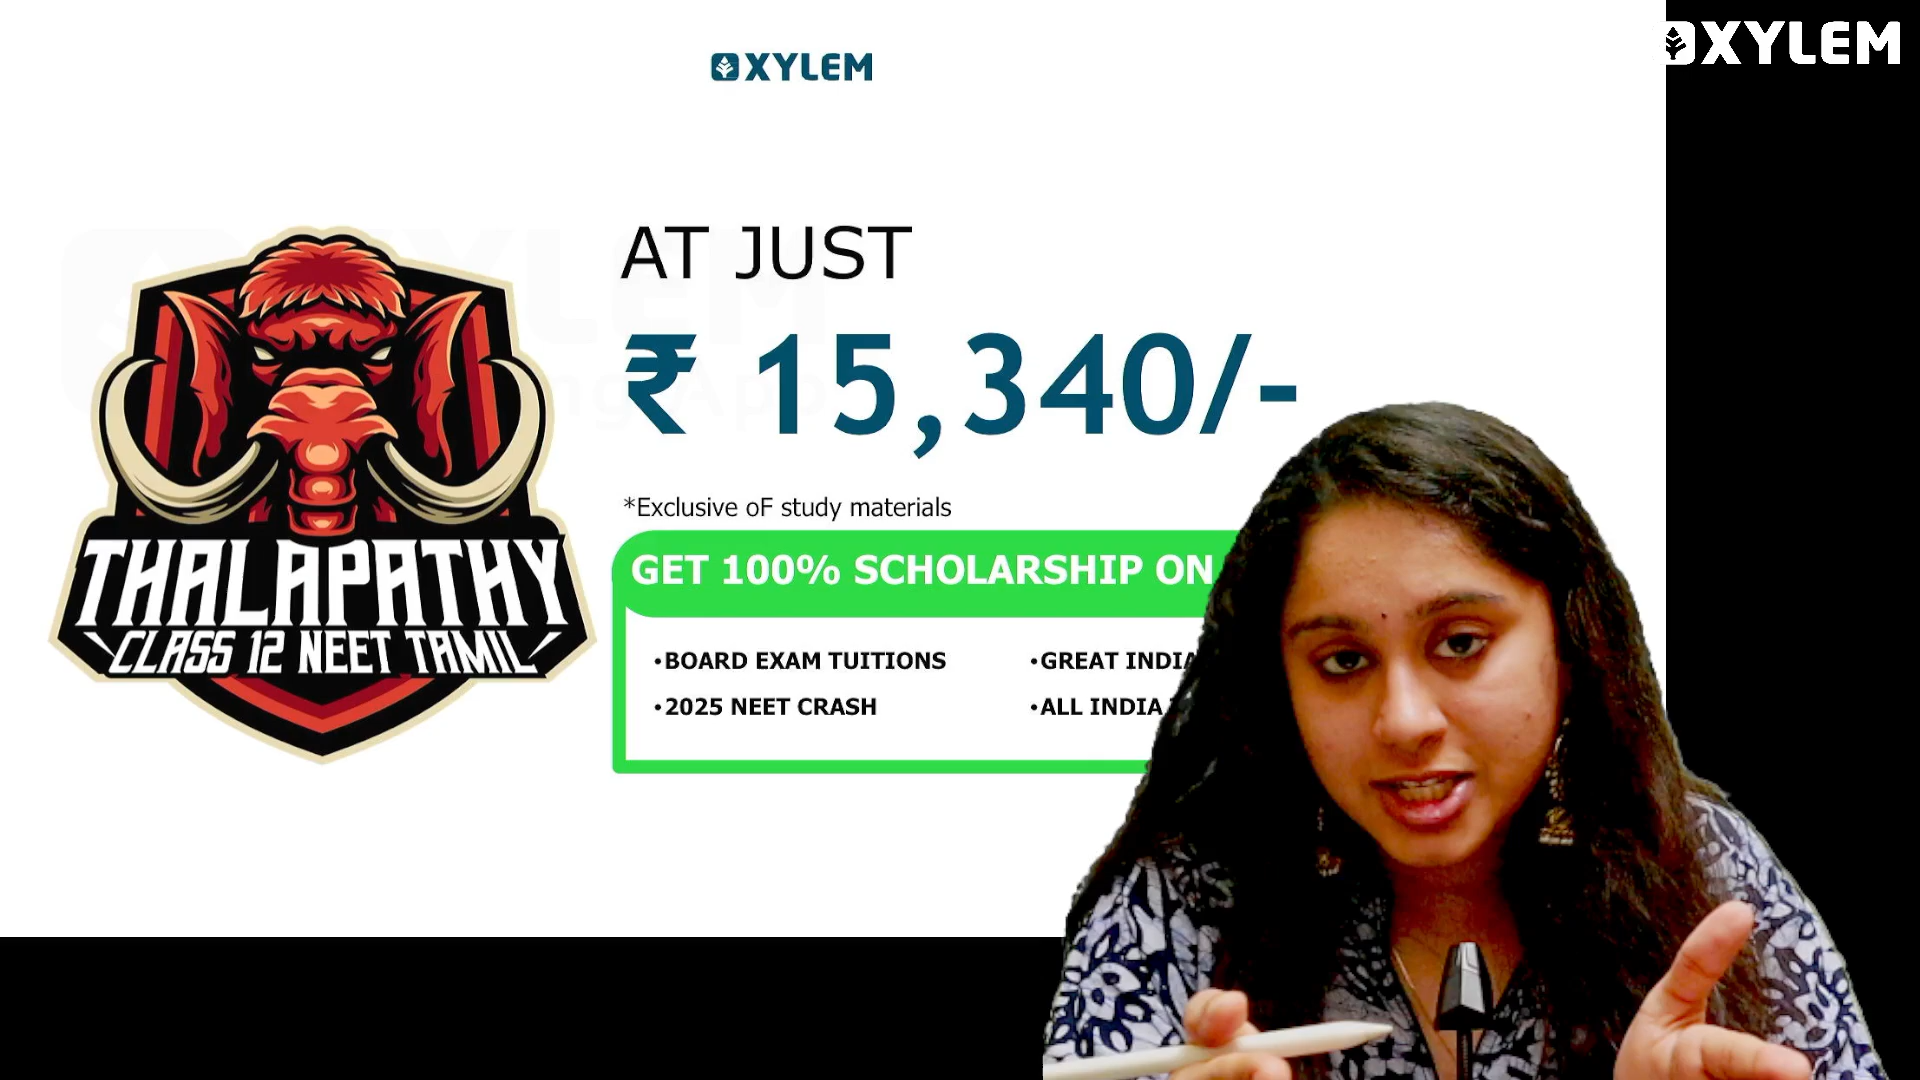 XYLEM
XYLEM
AT JUST
₹ 15,340/-
*Exclusive oF study materials
THALAPATHY
CLASS 12 NEET TAMIL
GET 100% SCHOLARSHIP ON
•BOARD EXAM TUITIONS
•2025 NEET CRASH
•GREAT INDIA
•ALL INDIA